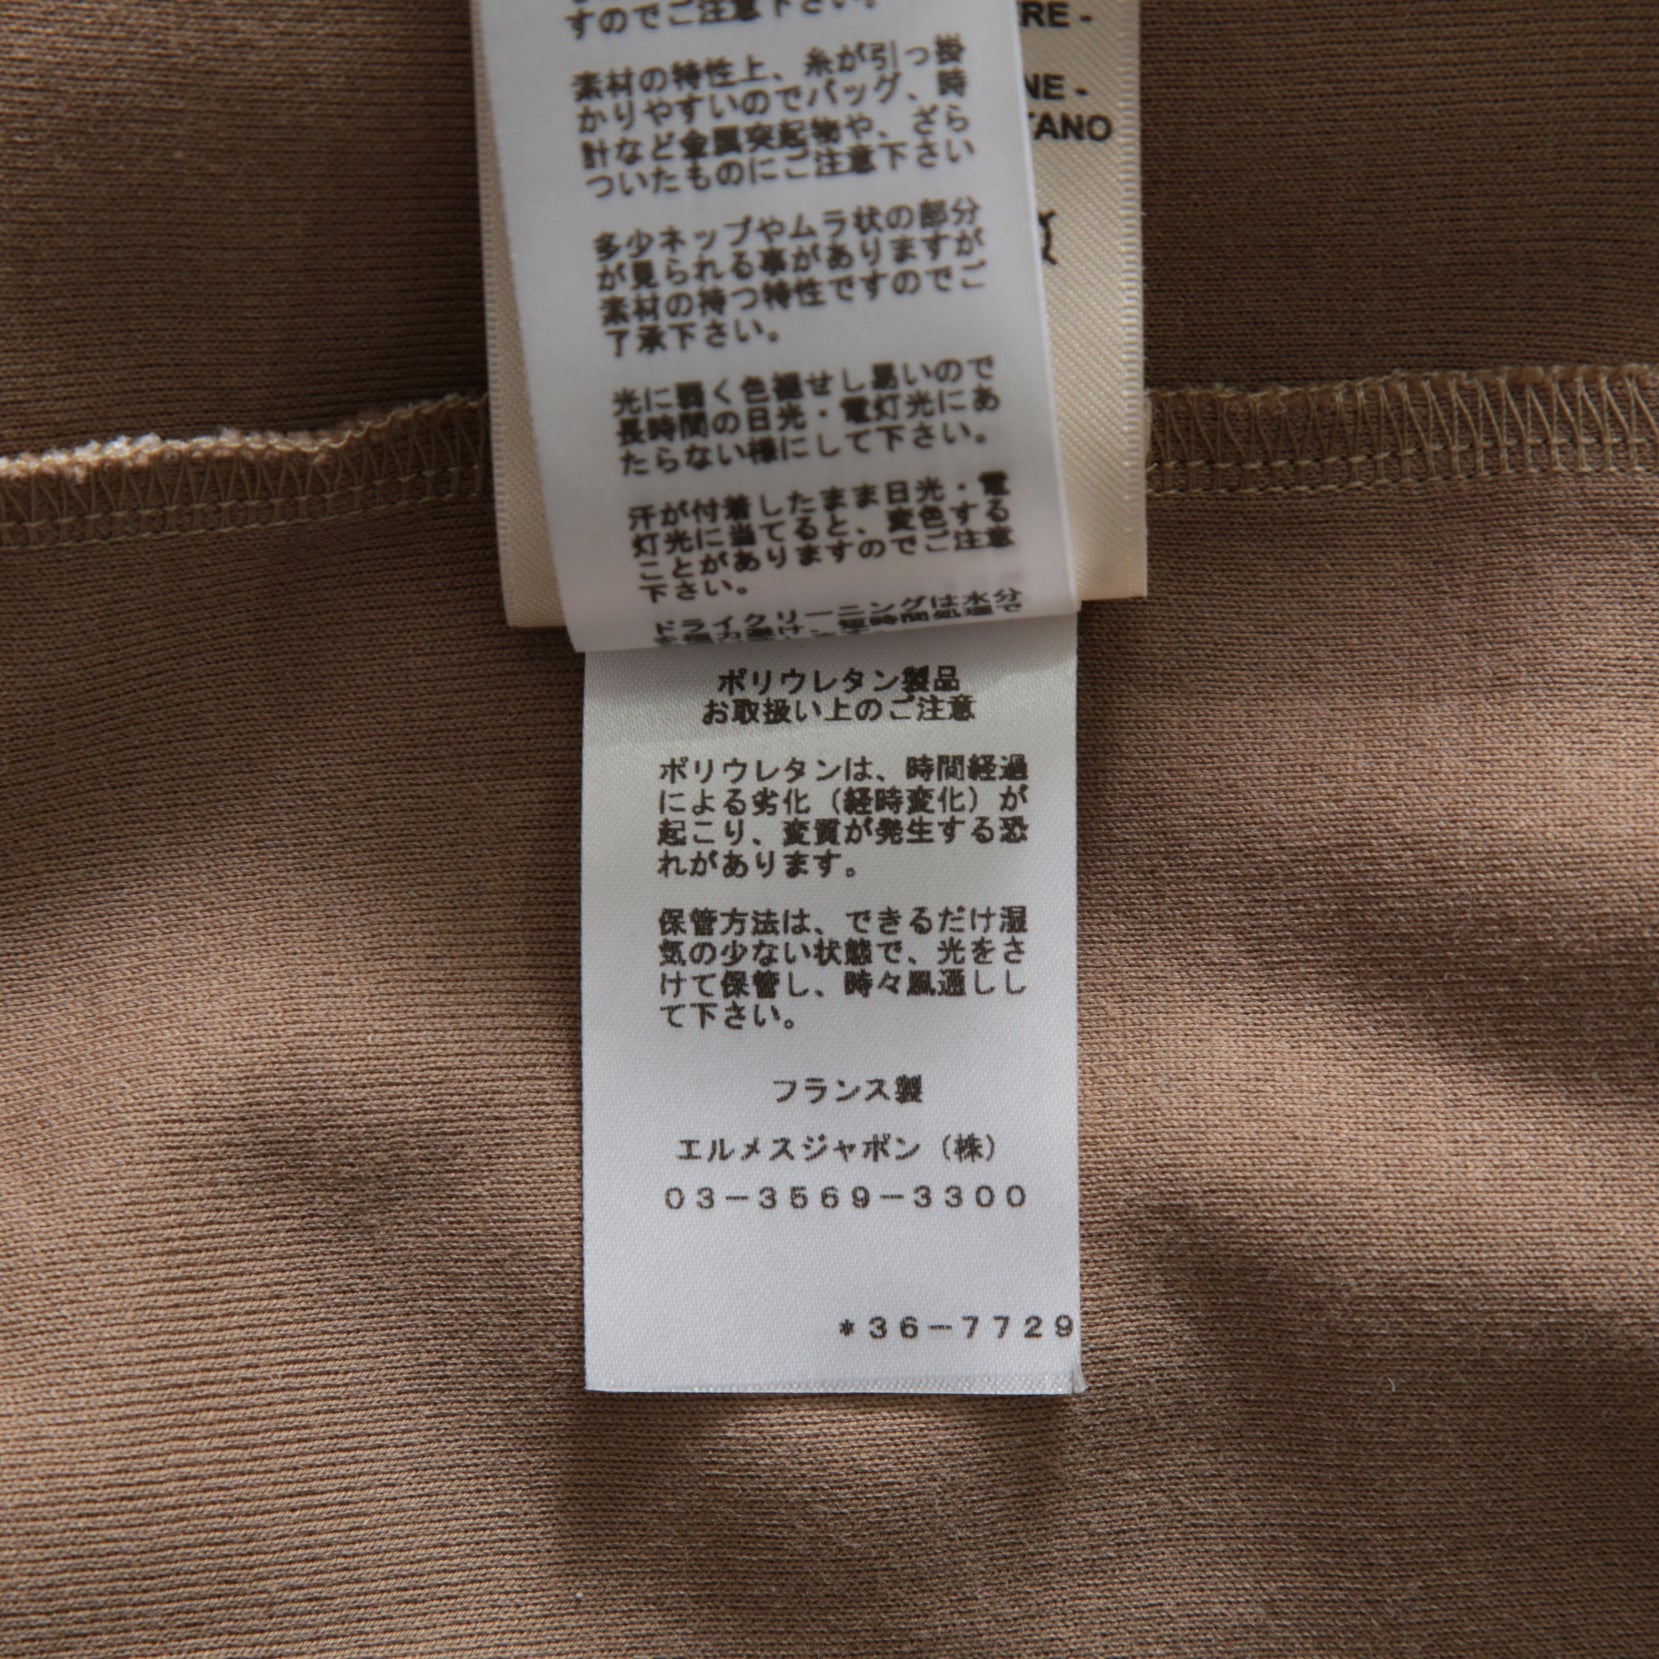 すのでご注意下さい。
素材の特性上、糸が引っ掛
かりやすいのでバッグ、時
計など金属突起物や、ざら
ついたものにご注意下さい
多少ネップやムラ状の部分
が見られる事がありますが
素材の持つ特性ですのでご
了承下さい。
光に弱く色褪せし易いので
長時間の日光・電灯光にあ
たらない様にして下さい。
汗が付着したまま日光・電
灯光に当てると、変色する
ことがありますのでご注意
下さい。
ドライクリーニングは水分
RE -
NE -
TANO
ポリウレタン製品
お取扱い上のご注意
ポリウレタンは、時間経過
による劣化（経時変化）が
起こり、変質が発生する恐
れがあります。
保管方法は、できるだけ湿
気の少ない状態で、光をさ
けて保管し、時々風通しし
て下さい。
フランス製
エルメスジャポン（株）
03-3569-3300
*36-7729